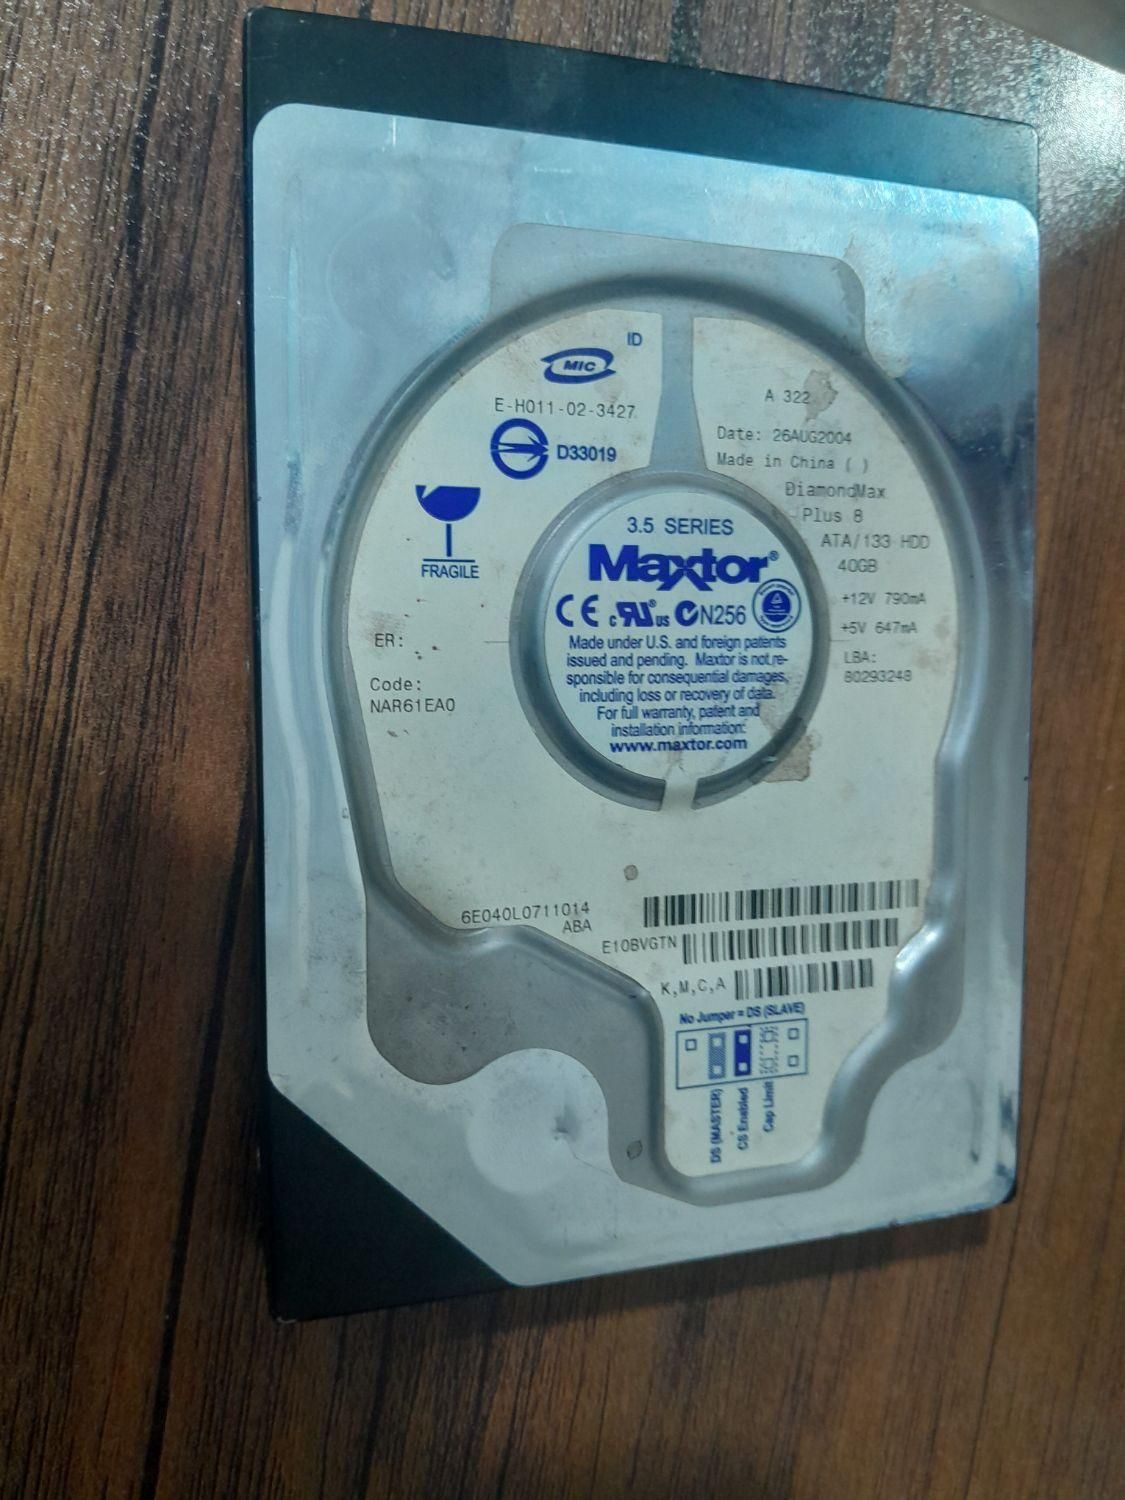 ID
MIC
E-H011-02-3427
D33019
FRAGILE
ER:
Code:
NAR61EA0
A 322
Date: 26AUG2004
Made in China ( )
DiamondMax
Plus 8
ATA/133 HDD
40GB
+12V 790mA
+5V 647mA
LBA:
80293248
3.5 SERIES
Maxtor®
CE c RU® us N256
Made under U.S. and foreign patents
issued and pending. Maxtor is not re-
sponsible for consequential damages,
including loss or recovery of data.
For full warranty, patent and
installation information:
www.maxtor.com
6E040L0711014
ABA
E10BVGTN
K,M,C,A
No Jumper = DS (SLAVE)
DS (MASTER)
CS Enabled
Cap Limit